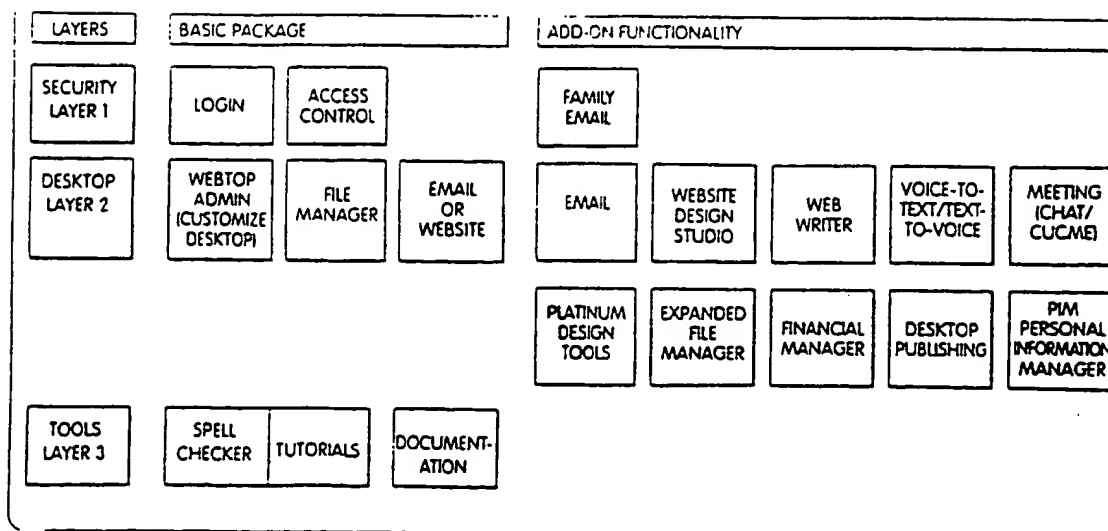 LAYERS
BASIC PACKAGE
ADD-ON FUNCTIONALITY
SECURITY
LAYER 1
LOGIN
ACCESS
CONTROL
FAMILY
EMAIL
DESKTOP
LAYER 2
WEBTOP
ADMIN
(CUSTOMIZE
DESKTOP)
FILE
MANAGER
EMAIL
OR
WEBSITE
EMAIL
WEBSITE
DESIGN
STUDIO
WEB
WRITER
VOICE-TO-
TEXT/TEXT-
TO-VOICE
MEETING
(CHAT/
CUCME)
PLATINUM
DESIGN
TOOLS
EXPANDED
FILE
MANAGER
FINANCIAL
MANAGER
DESKTOP
PUBLISHING
PIM
PERSONAL
INFORMATION
MANAGER
TOOLS
LAYER 3
SPELL
CHECKER
TUTORIALS
DOCUMENT-
ATION